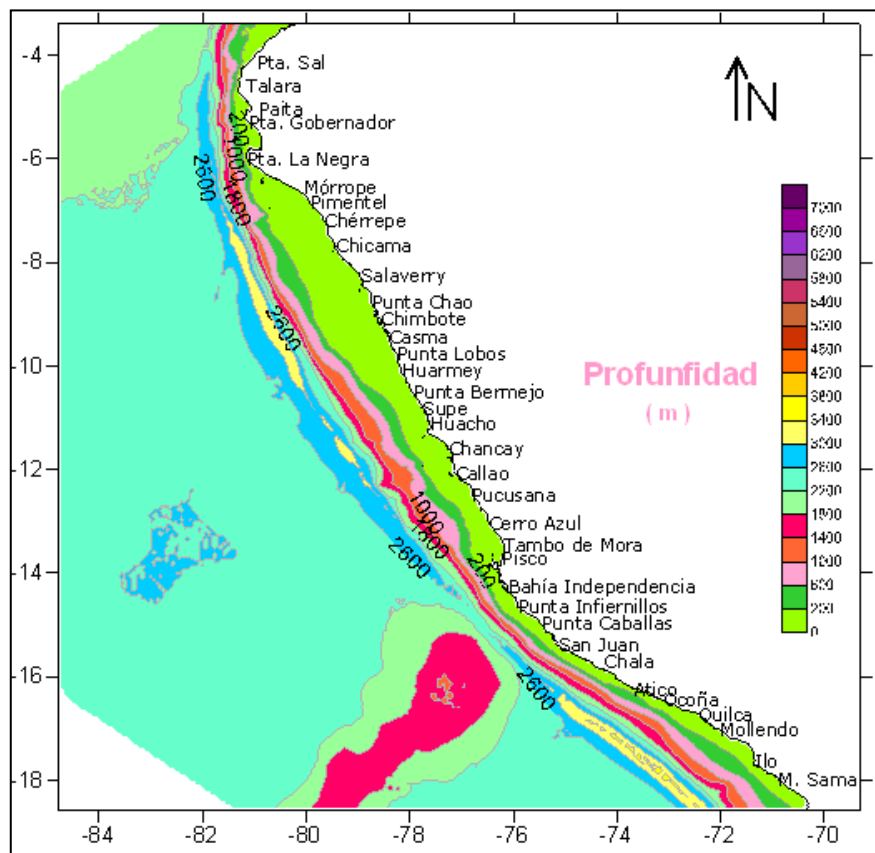 -4
-6
-8
-10
-12
-14
-16
-18
-84
-82
-80
-78
-76
-74
-72
-70
Pta. Sal
Talara
Paita
Pta. Gobernador
Pta. La Negra
Mórrope
Pimentel
Chérrepe
Chicama
Salaverry
Punta Chao
Chimbote
Casma
Punta Lobos
Huarmey
Punta Bermejo
Supe
Huacho
Chancay
Callao
Pucusana
Cerro Azul
Tambo de Mora
Pisco
Bahía Independencia
Punta Infiernillos
Punta Caballas
San Juan
Chala
Atico
Ocoña
Quilca
Mollendo
Ilo
M. Sama
200
1000
1800
2600
2600
1000
1800
2600
200
2600
N
Profunfidad
( m )
200
0